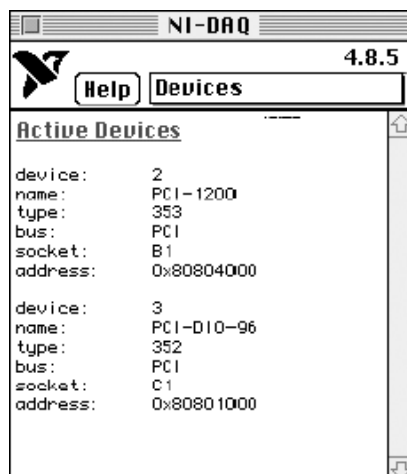 NI-DAQ
4.8.5
Help Devices
Active Devices
device: 2
name: PCI-1200
type: 353
bus: PCI
socket: B1
address: 0x80804000
device: 3
name: PCI-DIO-96
type: 352
bus: PCI
socket: C1
address: 0x80801000